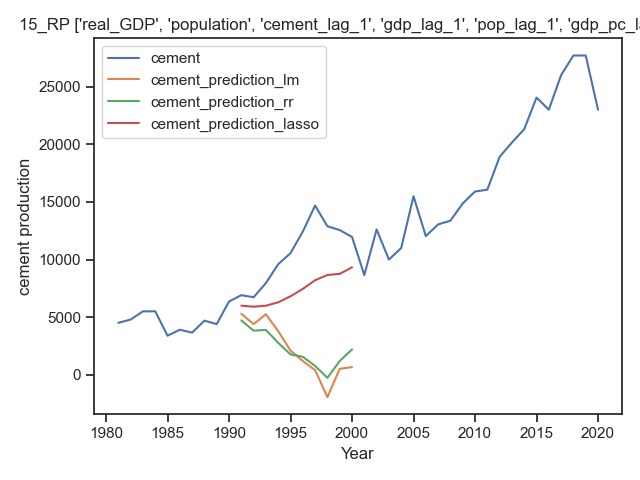 15_RP ['real_GDP', 'population', 'cement_lag_1', 'gdp_lag_1', 'pop_lag_1', 'gdp_pc_la
cement
cement_prediction_lm
cement_prediction_rr
cement_prediction_lasso
cement production
25000
20000
15000
10000
5000
0
1980 1985 1990 1995 2000 2005 2010 2015 2020
Year